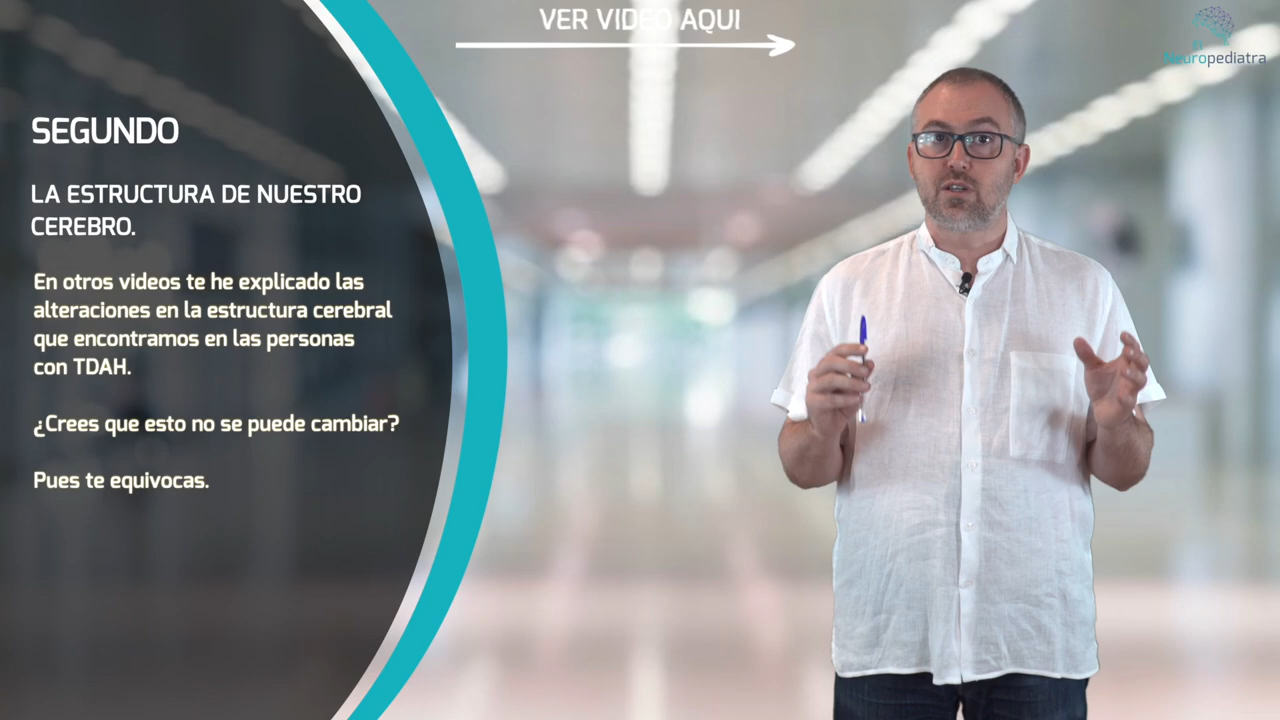 VER VIDEO AQUI
Neuropediatra
SEGUNDO
LA ESTRUCTURA DE NUESTRO
CEREBRO.
En otros videos te he explicado las
alteraciones en la estructura cerebral
que encontramos en las personas
con TDAH.
¿Crees que esto no se puede cambiar?
Pues te equivocas.